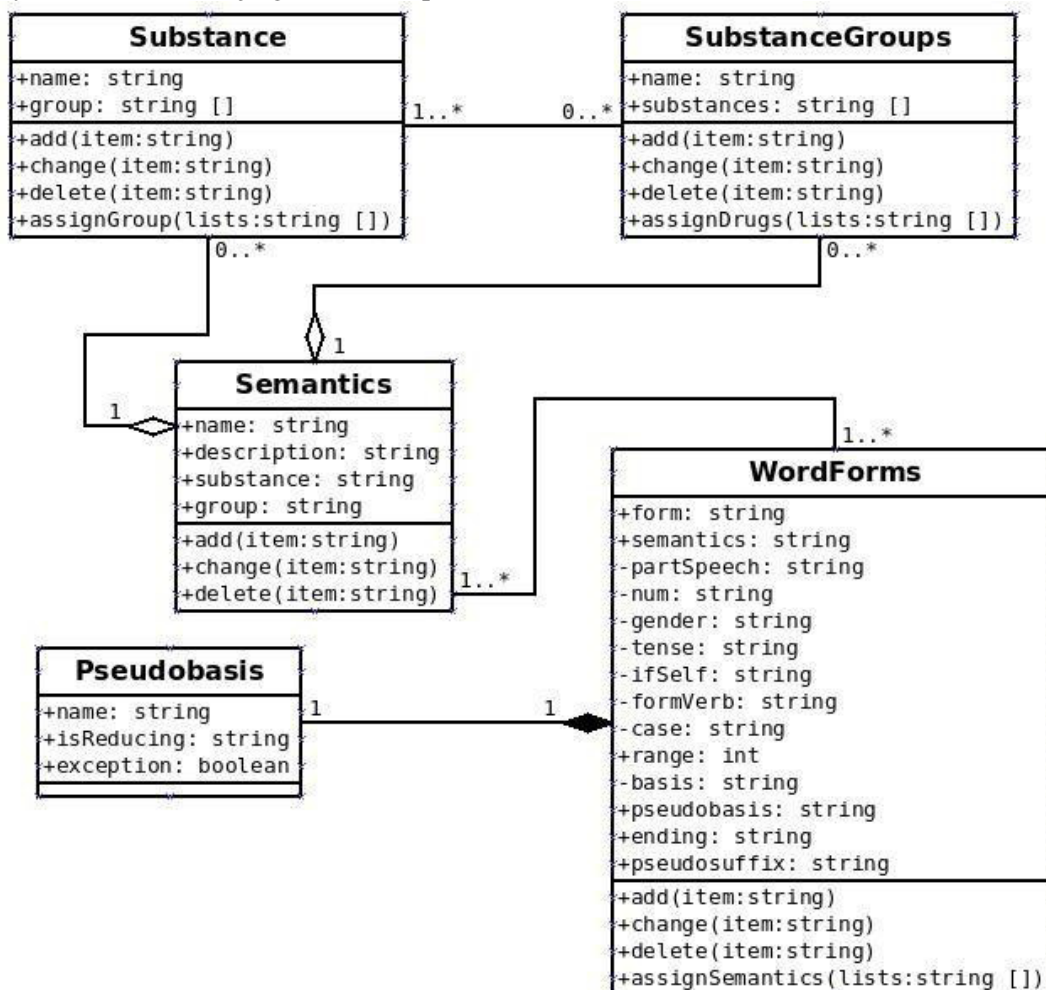 Substance
+name: string
+group: string []
+add(item:string)
+change(item:string)
+delete(item:string)
+assignGroup(lists:string [])
1..*
0..*
SubstanceGroups
+name: string
+substances: string []
+add(item:string)
+change(item:string)
+delete(item:string)
+assignDrugs(lists:string [])
0..*
0..*
1
1
Semantics
+name: string
+description: string
+substance: string
+group: string
+add(item:string)
+change(item:string)
+delete(item:string)
1..*
1..*
WordForms
+form: string
+semantics: string
-partSpeech: string
-num: string
-gender: string
-tense: string
-ifSelf: string
-formVerb: string
-case: string
+range: int
-basis: string
+pseudobasis: string
+ending: string
+pseudosuffix: string
+add(item:string)
+change(item:string)
+delete(item:string)
+assignSemantics(lists:string [])
Pseudobasis
+name: string
+isReducing: string
+exception: boolean
1
1